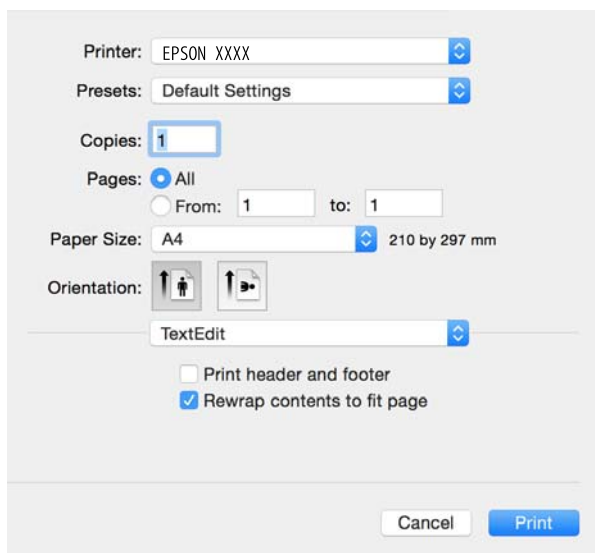 Printer: EPSON XXXX
Presets: Default Settings
Copies: 1
Pages: All
From: 1 to: 1
Paper Size: A4 210 by 297 mm
Orientation:
TextEdit
Print header and footer
Rewrap contents to fit page
Cancel Print